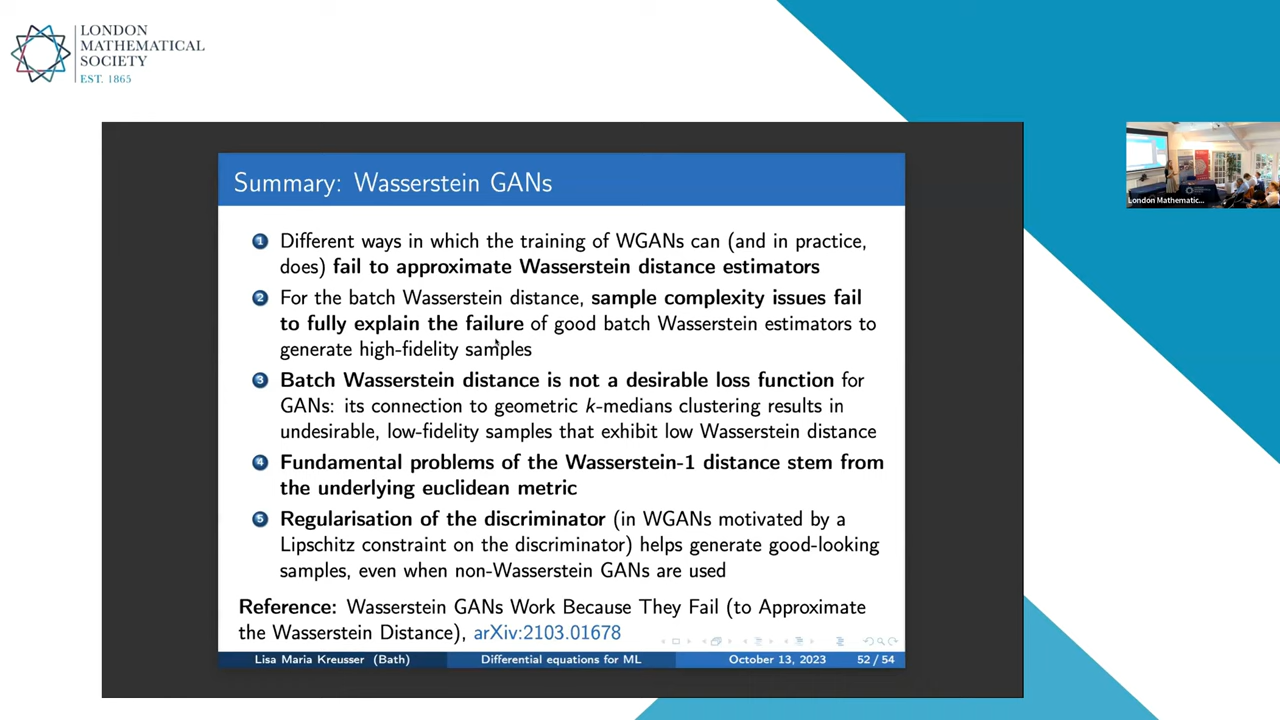 LONDON
MATHEMATICAL
SOCIETY
EST. 1865
Summary: Wasserstein GANs
1 Different ways in which the training of WGANs can (and in practice,
does) fail to approximate Wasserstein distance estimators
2 For the batch Wasserstein distance, sample complexity issues fail
to fully explain the failure of good batch Wasserstein estimators to
generate high-fidelity samples
3 Batch Wasserstein distance is not a desirable loss function for
GANs: its connection to geometric k-medians clustering results in
undesirable, low-fidelity samples that exhibit low Wasserstein distance
4 Fundamental problems of the Wasserstein-1 distance stem from
the underlying euclidean metric
5 Regularisation of the discriminator (in WGANs motivated by a
Lipschitz constraint on the discriminator) helps generate good-looking
samples, even when non-Wasserstein GANs are used
Reference: Wasserstein GANs Work Because They Fail (to Approximate
the Wasserstein Distance), arXiv:2103.01678
Lisa Maria Kreusser (Bath) Differential equations for ML October 13, 2023 52 / 54
London Mathematic...